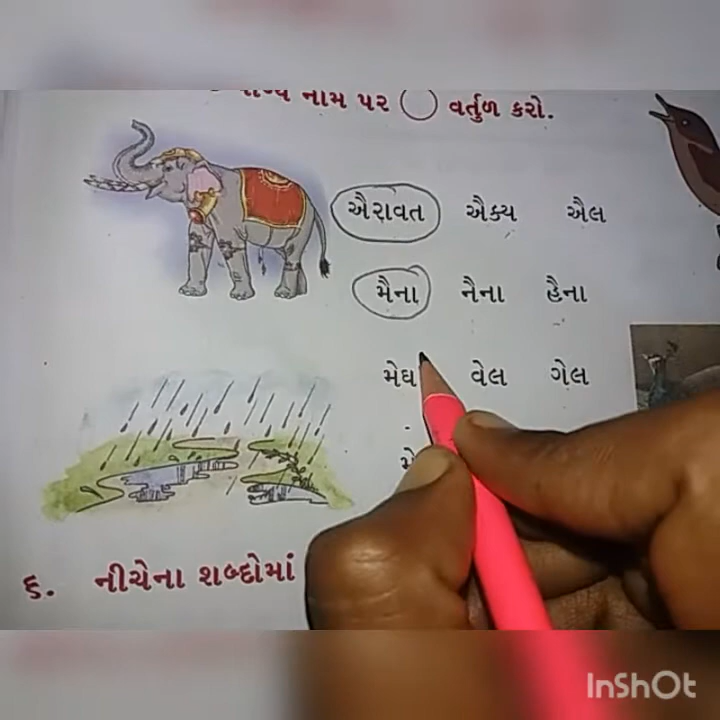 નામ પર વર્તુળ કરો.
ઐરાવત ઐક્ય ઐલ
મૈના નૈના હૈના
મેઘ વેલ ગેલ
૬. નીચેના શબ્દોમાં
InShOt